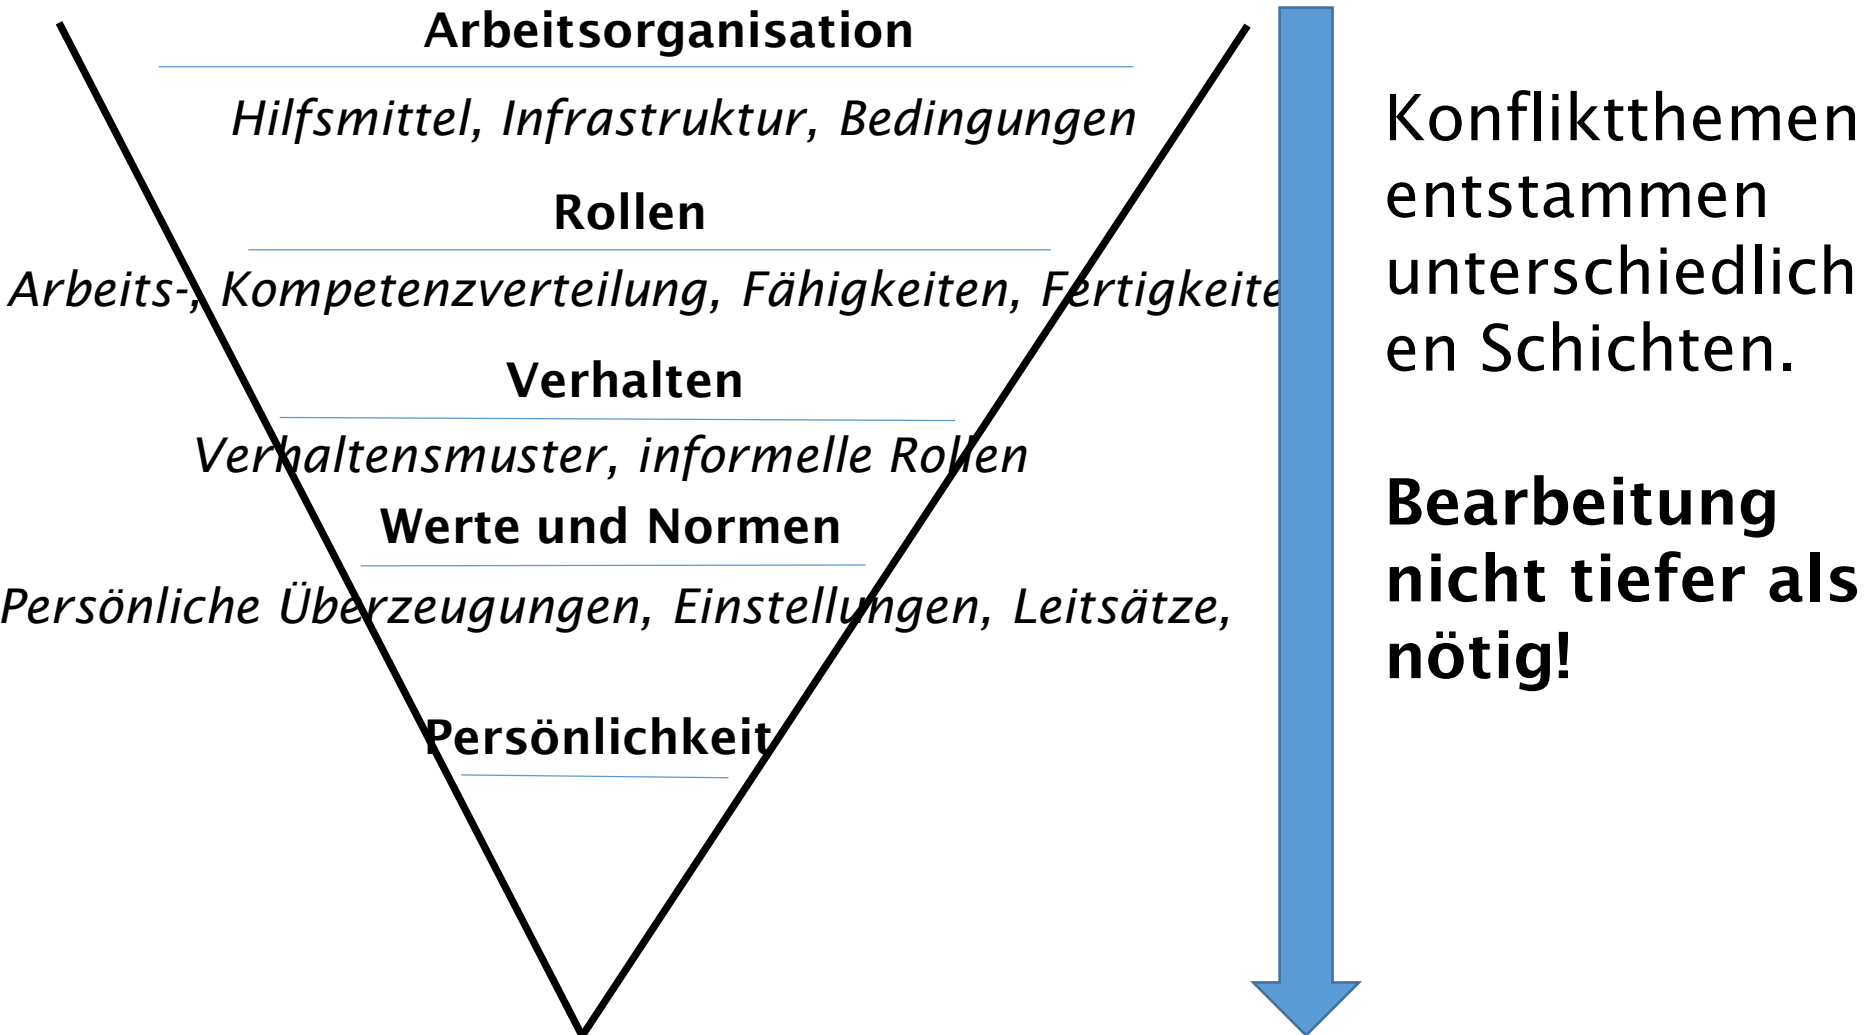 Arbeitsorganisation
Hilfsmittel, Infrastruktur, Bedingungen
Rollen
Arbeits-, Kompetenzverteilung, Fähigkeiten, Fertigkeite
Verhalten
Verhaltensmuster, informelle Rollen
Werte und Normen
Persönliche Überzeugungen, Einstellungen, Leitsätze,
Persönlichkeit
Konfliktthemen
entstammen
unterschiedlich
en Schichten.
Bearbeitung
nicht tiefer als
nötig!